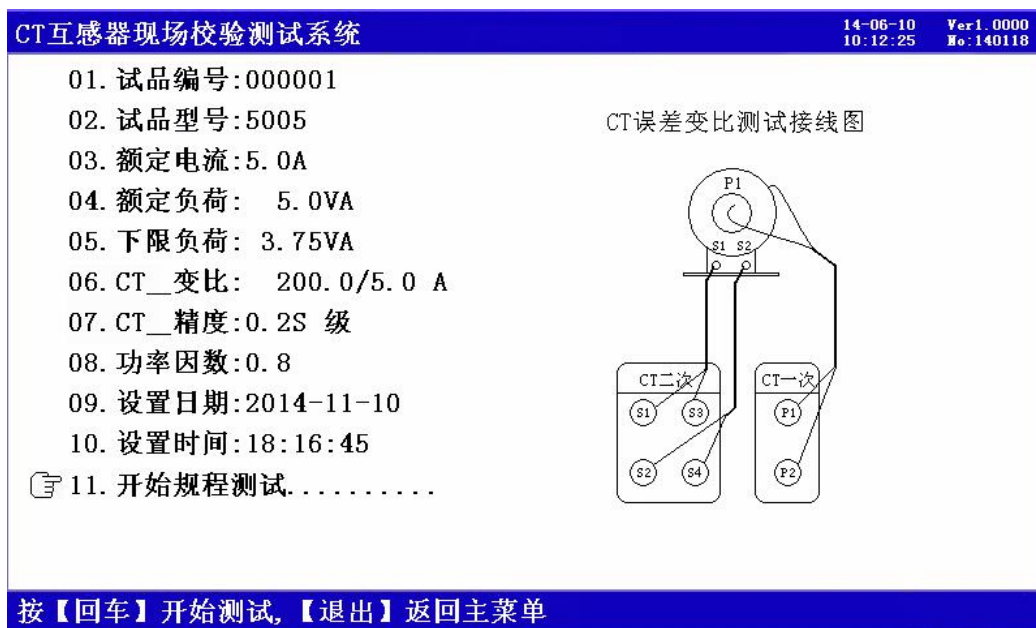 CT互感器现场校验测试系统
14-06-10 Ver1.0000
10:12:25 No:140118
01.试品编号:000001
02.试品型号:5005
03.额定电流:5.0A
04.额定负荷: 5.0VA
05.下限负荷: 3.75VA
06.CT__变比: 200.0/5.0 A
07.CT__精度:0.2S 级
08.功率因数:0.8
09.设置日期:2014-11-10
10.设置时间:18:16:45
11.开始规程测试..........
CT误差变比测试接线图
P1
S1 S2
CT二次 CT一次
S1 S3 P1
S2 S4 P2
按【回车】开始测试,【退出】返回主菜单